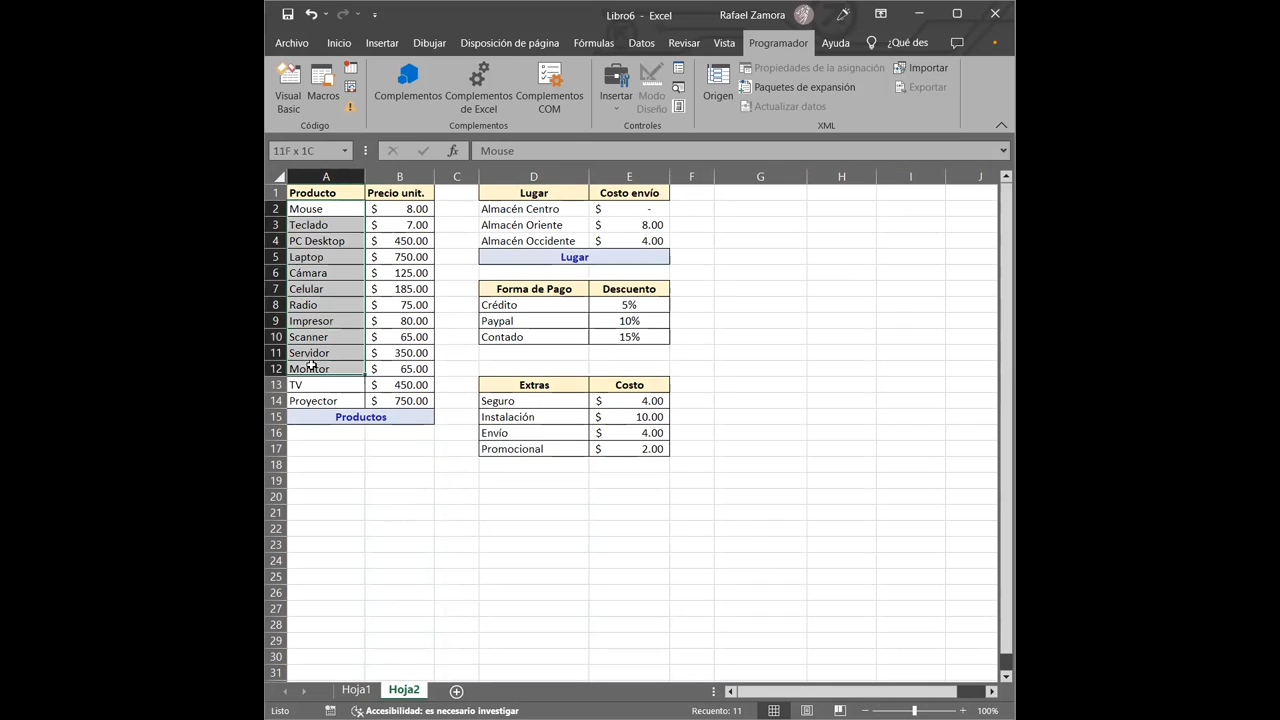 Libro6 - Excel
Rafael Zamora
Archivo Inicio Insertar Dibujar Disposición de página Fórmulas Datos Revisar Vista Programador Ayuda ¿Qué des
Visual Basic
Macros
Código
Complementos
Complementos de Excel
Complementos COM
Complementos
Insertar
Modo Diseño
Controles
Origen
Propiedades de la asignación
Paquetes de expansión
Actualizar datos
Importar
Exportar
XML
11F x 1C fx Mouse
A B C D E F G H I J
1 Producto Precio unit. Lugar Costo envío
2 Mouse $ 8.00 Almacén Centro $ -
3 Teclado $ 7.00 Almacén Oriente $ 8.00
4 PC Desktop $ 450.00 Almacén Occidente $ 4.00
5 Laptop $ 750.00 Lugar
6 Cámara $ 125.00
7 Celular $ 185.00 Forma de Pago Descuento
8 Radio $ 75.00 Crédito 5%
9 Impresor $ 80.00 Paypal 10%
10 Scanner $ 65.00 Contado 15%
11 Servidor $ 350.00
12 Monitor $ 65.00
13 TV $ 450.00 Extras Costo
14 Proyector $ 750.00 Seguro $ 4.00
15 Productos Instalación $ 10.00
16 Envío $ 4.00
17 Promocional $ 2.00
18
19
20
21
22
23
24
25
26
27
28
29
30
31
Hoja1 Hoja2
Listo Accesibilidad: es necesario investigar Recuento: 11 100%